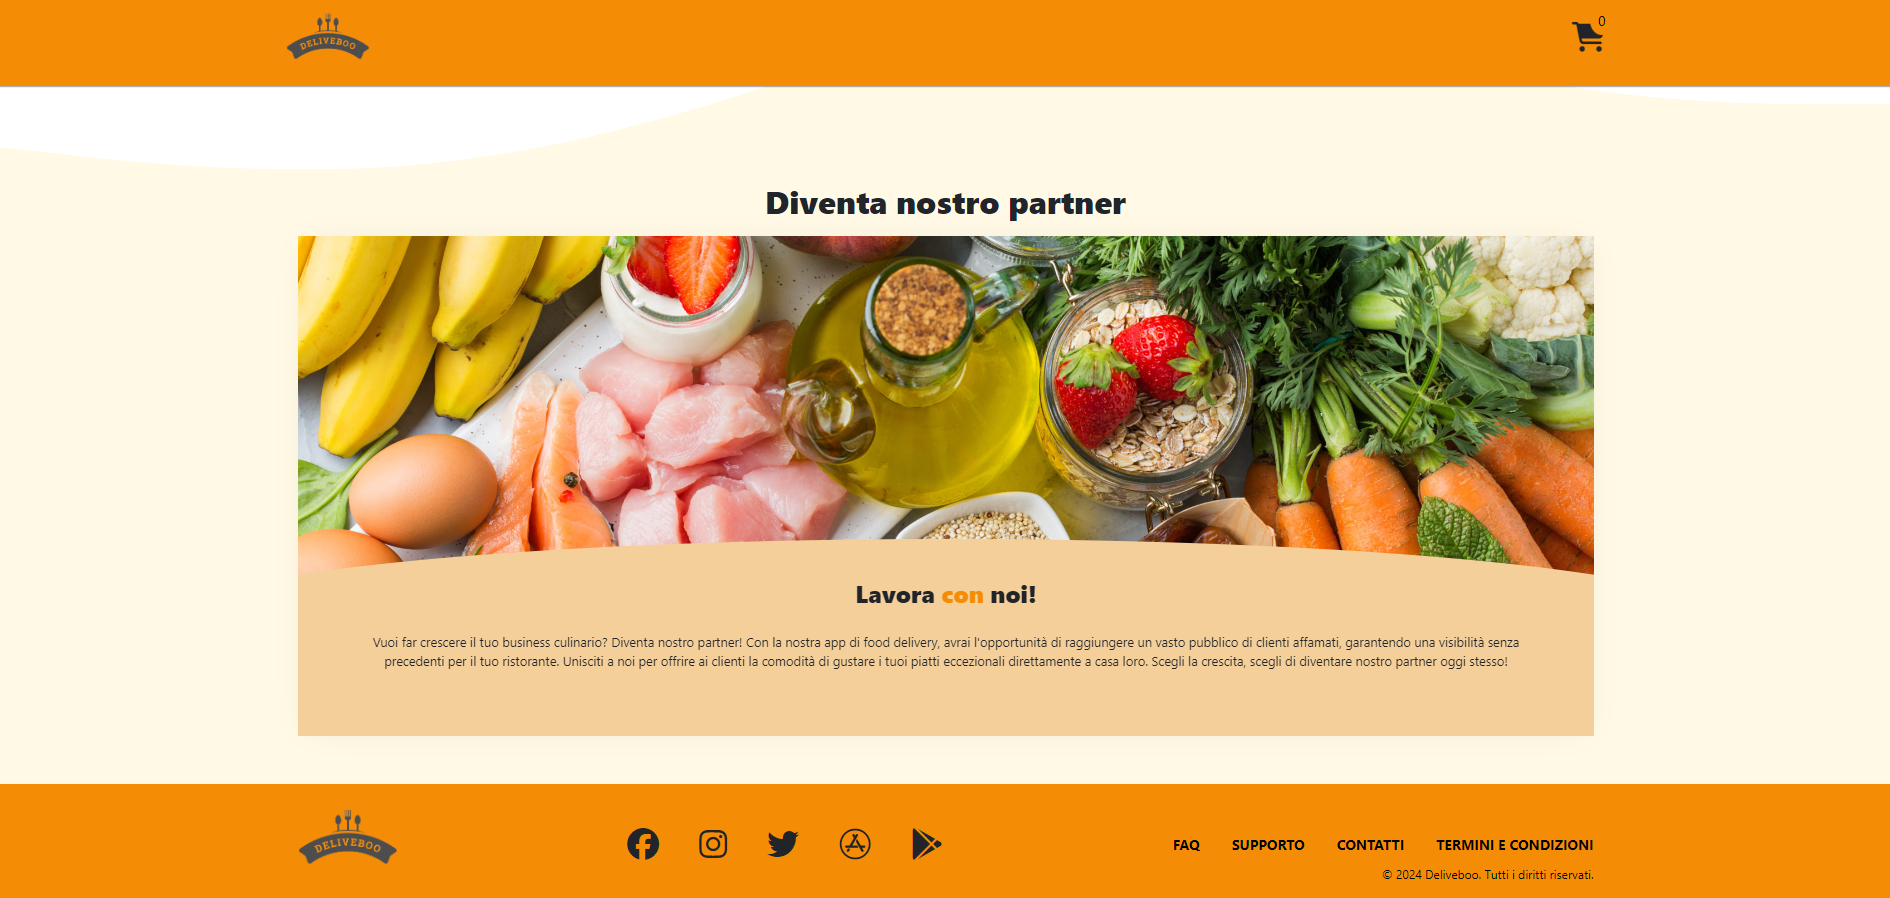 DELIVEBOO
0
Diventa nostro partner
Lavora con noi!
Vuoi far crescere il tuo business culinario? Diventa nostro partner! Con la nostra app di food delivery, avrai l'opportunità di raggiungere un vasto pubblico di clienti affamati, garantendo una visibilità senza
precedenti per il tuo ristorante. Unisciti a noi per offrire ai clienti la comodità di gustare i tuoi piatti eccezionali direttamente a casa loro. Scegli la crescita, scegli di diventare nostro partner oggi stesso!
DELIVEBOO
FAQ SUPPORTO CONTATTI TERMINI E CONDIZIONI
© 2024 Deliveboo. Tutti i diritti riservati.